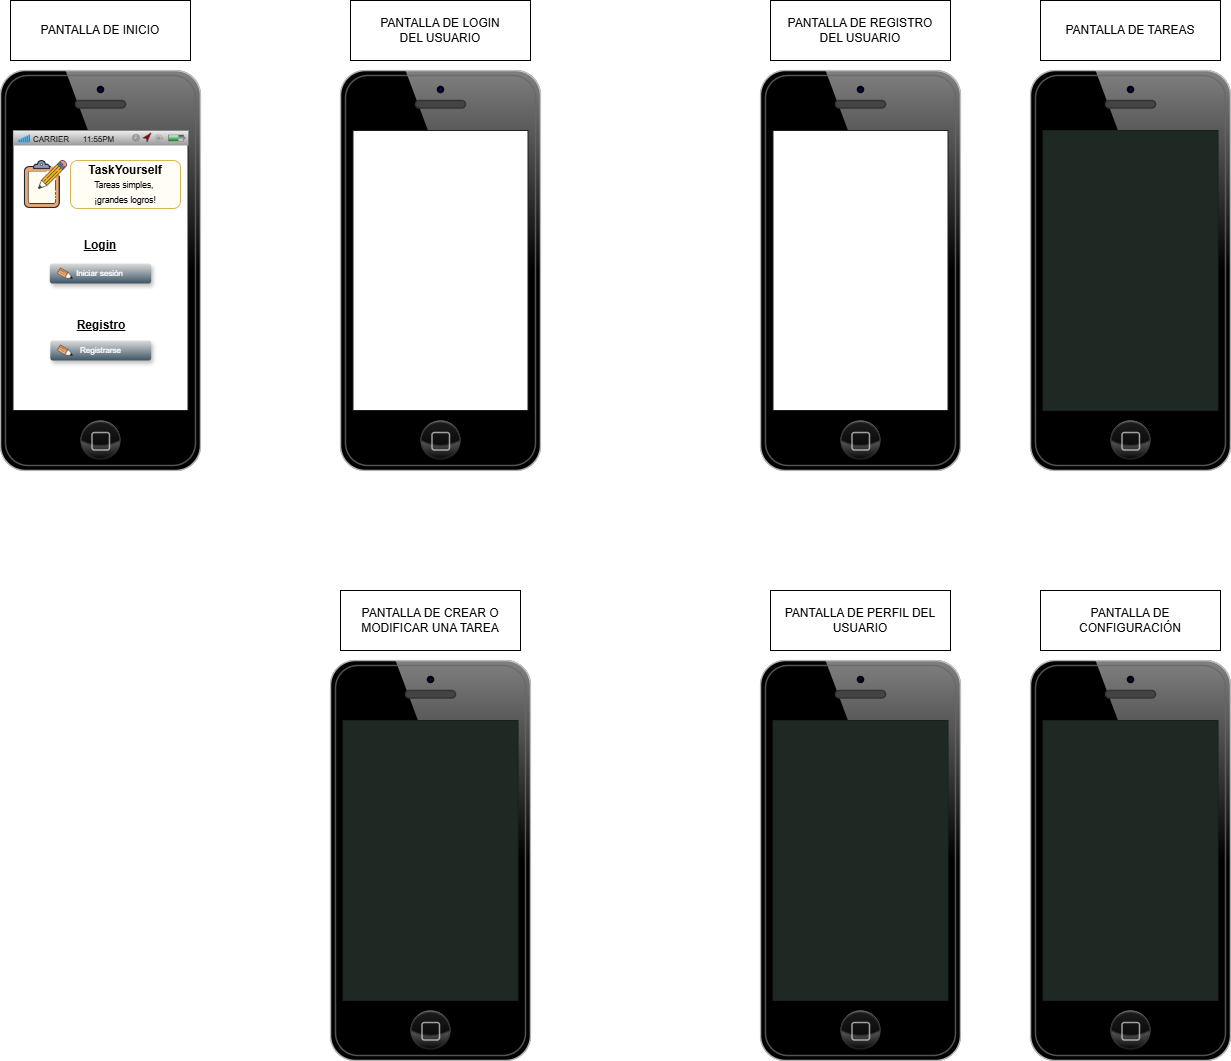 PANTALLA DE INICIO
PANTALLA DE LOGIN
DEL USUARIO
PANTALLA DE REGISTRO
DEL USUARIO
PANTALLA DE TAREAS
CARRIER 11:55PM
TaskYourself
Tareas simples,
¡grandes logros!
Login
Iniciar sesión
Registro
Registrarse
PANTALLA DE CREAR O
MODIFICAR UNA TAREA
PANTALLA DE PERFIL DEL
USUARIO
PANTALLA DE
CONFIGURACIÓN